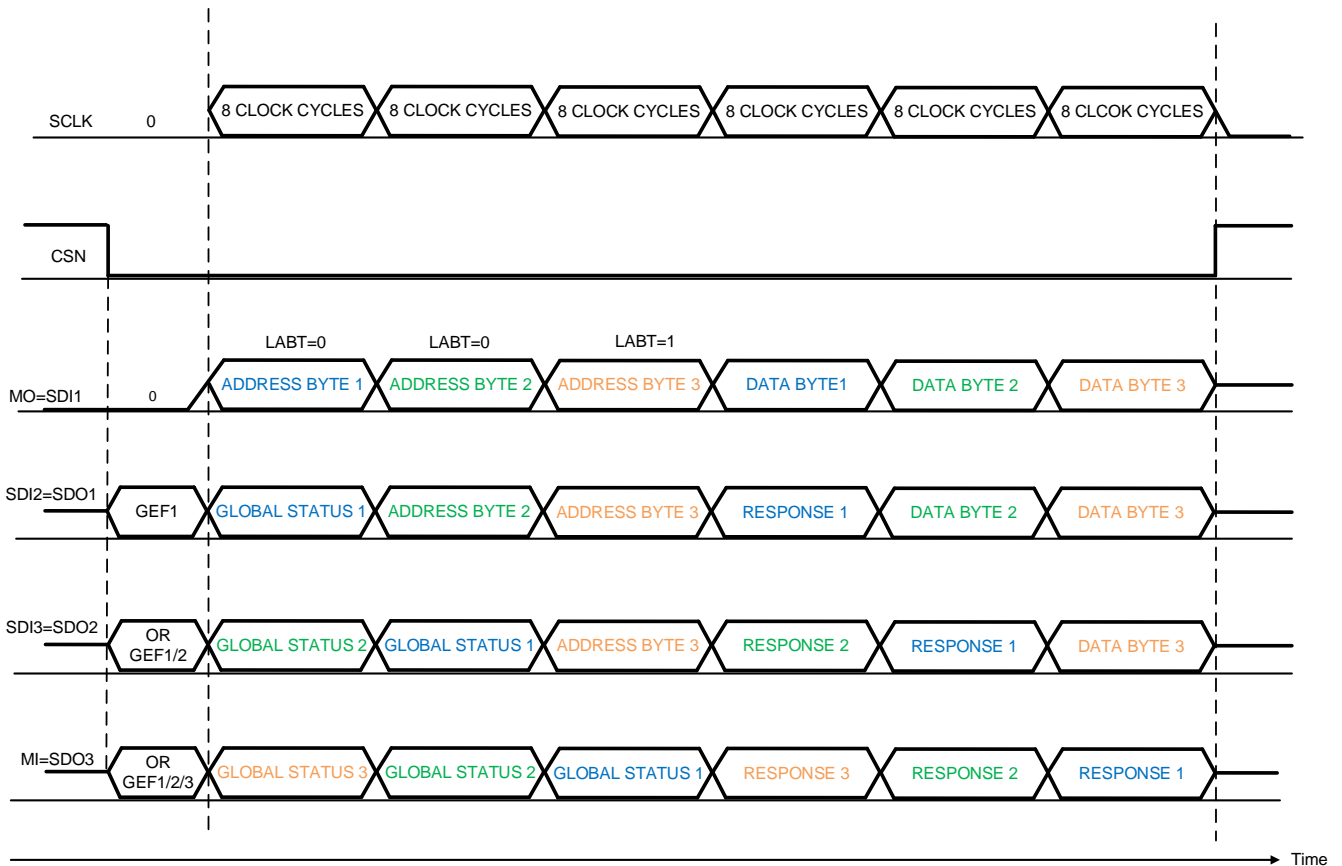 SCLK 0 8 CLOCK CYCLES 8 CLOCK CYCLES 8 CLOCK CYCLES 8 CLOCK CYCLES 8 CLOCK CYCLES 8 CLCOK CYCLES
CSN
LABT=0 LABT=0 LABT=1
MO=SDI1 0 ADDRESS BYTE 1 ADDRESS BYTE 2 ADDRESS BYTE 3 DATA BYTE1 DATA BYTE 2 DATA BYTE 3
SDI2=SDO1 GEF1 GLOBAL STATUS 1 ADDRESS BYTE 2 ADDRESS BYTE 3 RESPONSE 1 DATA BYTE 2 DATA BYTE 3
SDI3=SDO2 OR
GEF1/2 GLOBAL STATUS 2 GLOBAL STATUS 1 ADDRESS BYTE 3 RESPONSE 2 RESPONSE 1 DATA BYTE 3
MI=SDO3 OR
GEF1/2/3 GLOBAL STATUS 3 GLOBAL STATUS 2 GLOBAL STATUS 1 RESPONSE 3 RESPONSE 2 RESPONSE 1
Time